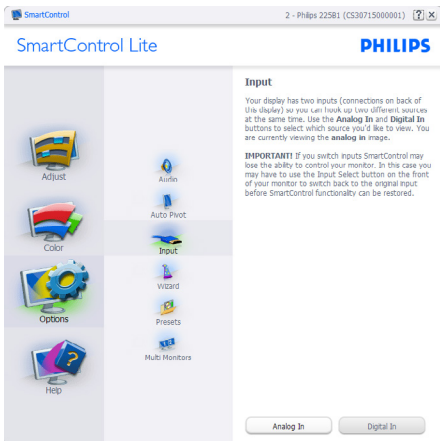 SmartControl
2 - Philips 225B1 (CS30715000001)
SmartControl Lite
PHILIPS
Adjust
Color
Options
Help
Audio
Auto Pivot
Input
Wizard
Presets
Multi Monitors
Input
Your display has two inputs (connections on back of
this display) so you can hook up two different sources
at the same time. Use the Analog In and Digital In
buttons to select which source you'd like to view. You
are currently viewing the analog in image.
IMPORTANT! If you switch inputs SmartControl may
lose the ability to control your monitor. In this case you
may have to use the Input Select button on the front
of your monitor to switch back to the original input
before SmartControl functionality can be restored.
Analog In
Digital In